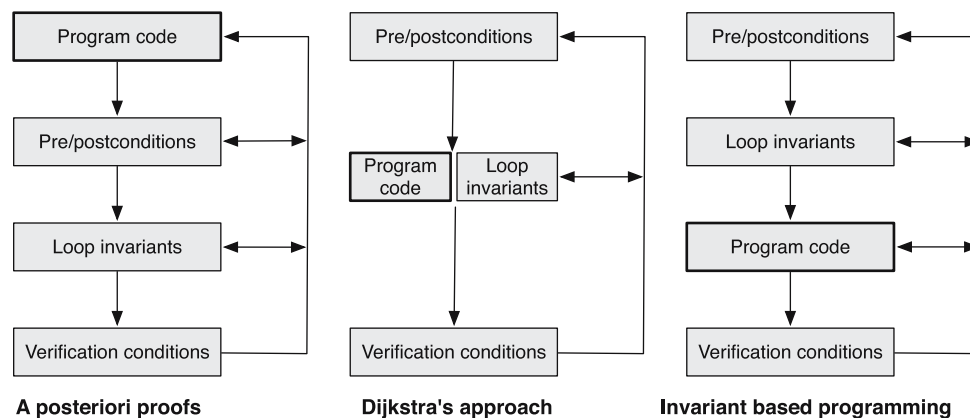 Program code
Pre/postconditions
Loop invariants
Verification conditions
A posteriori proofs
Pre/postconditions
Program
code
Loop
invariants
Verification conditions
Dijkstra's approach
Pre/postconditions
Loop invariants
Program code
Verification conditions
Invariant based programming